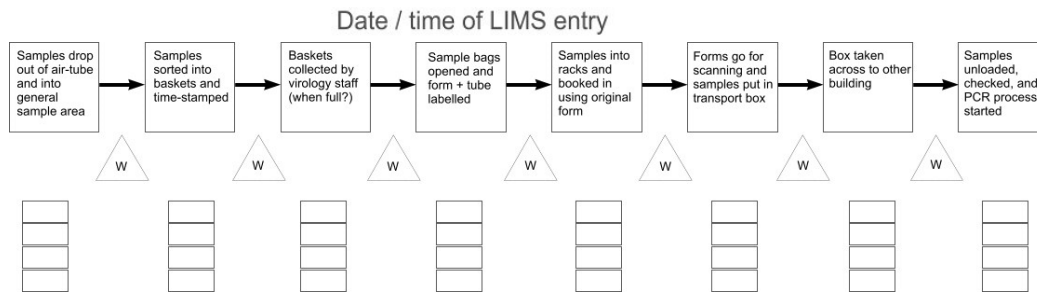 Date / time of LIMS entry
Samples drop
out of air-tube
and into
general
sample area
Samples
sorted into
baskets and
time-stamped
Baskets
collected by
virology staff
(when full?)
Sample bags
opened and
form + tube
labelled
Samples into
racks and
booked in
using original
form
Forms go for
scanning and
samples put in
transport box
Box taken
across to other
building
Samples
unloaded,
checked, and
PCR process
started
W
W
W
W
W
W
W